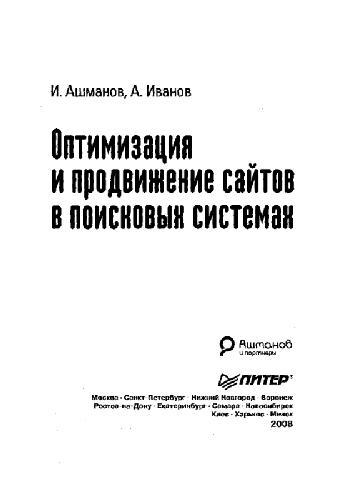 И. Ашманов, А. Иванов
Оптимизация
и продвижение сайтов
в поисковых системах
Ашманов
и партнеры
ПИТЕР
Москва · Санкт-Петербург · Нижний Новгород · Воронеж
Ростов-на-Дону · Екатеринбург · Самара · Новосибирск
Киев · Харьков · Минск
2008